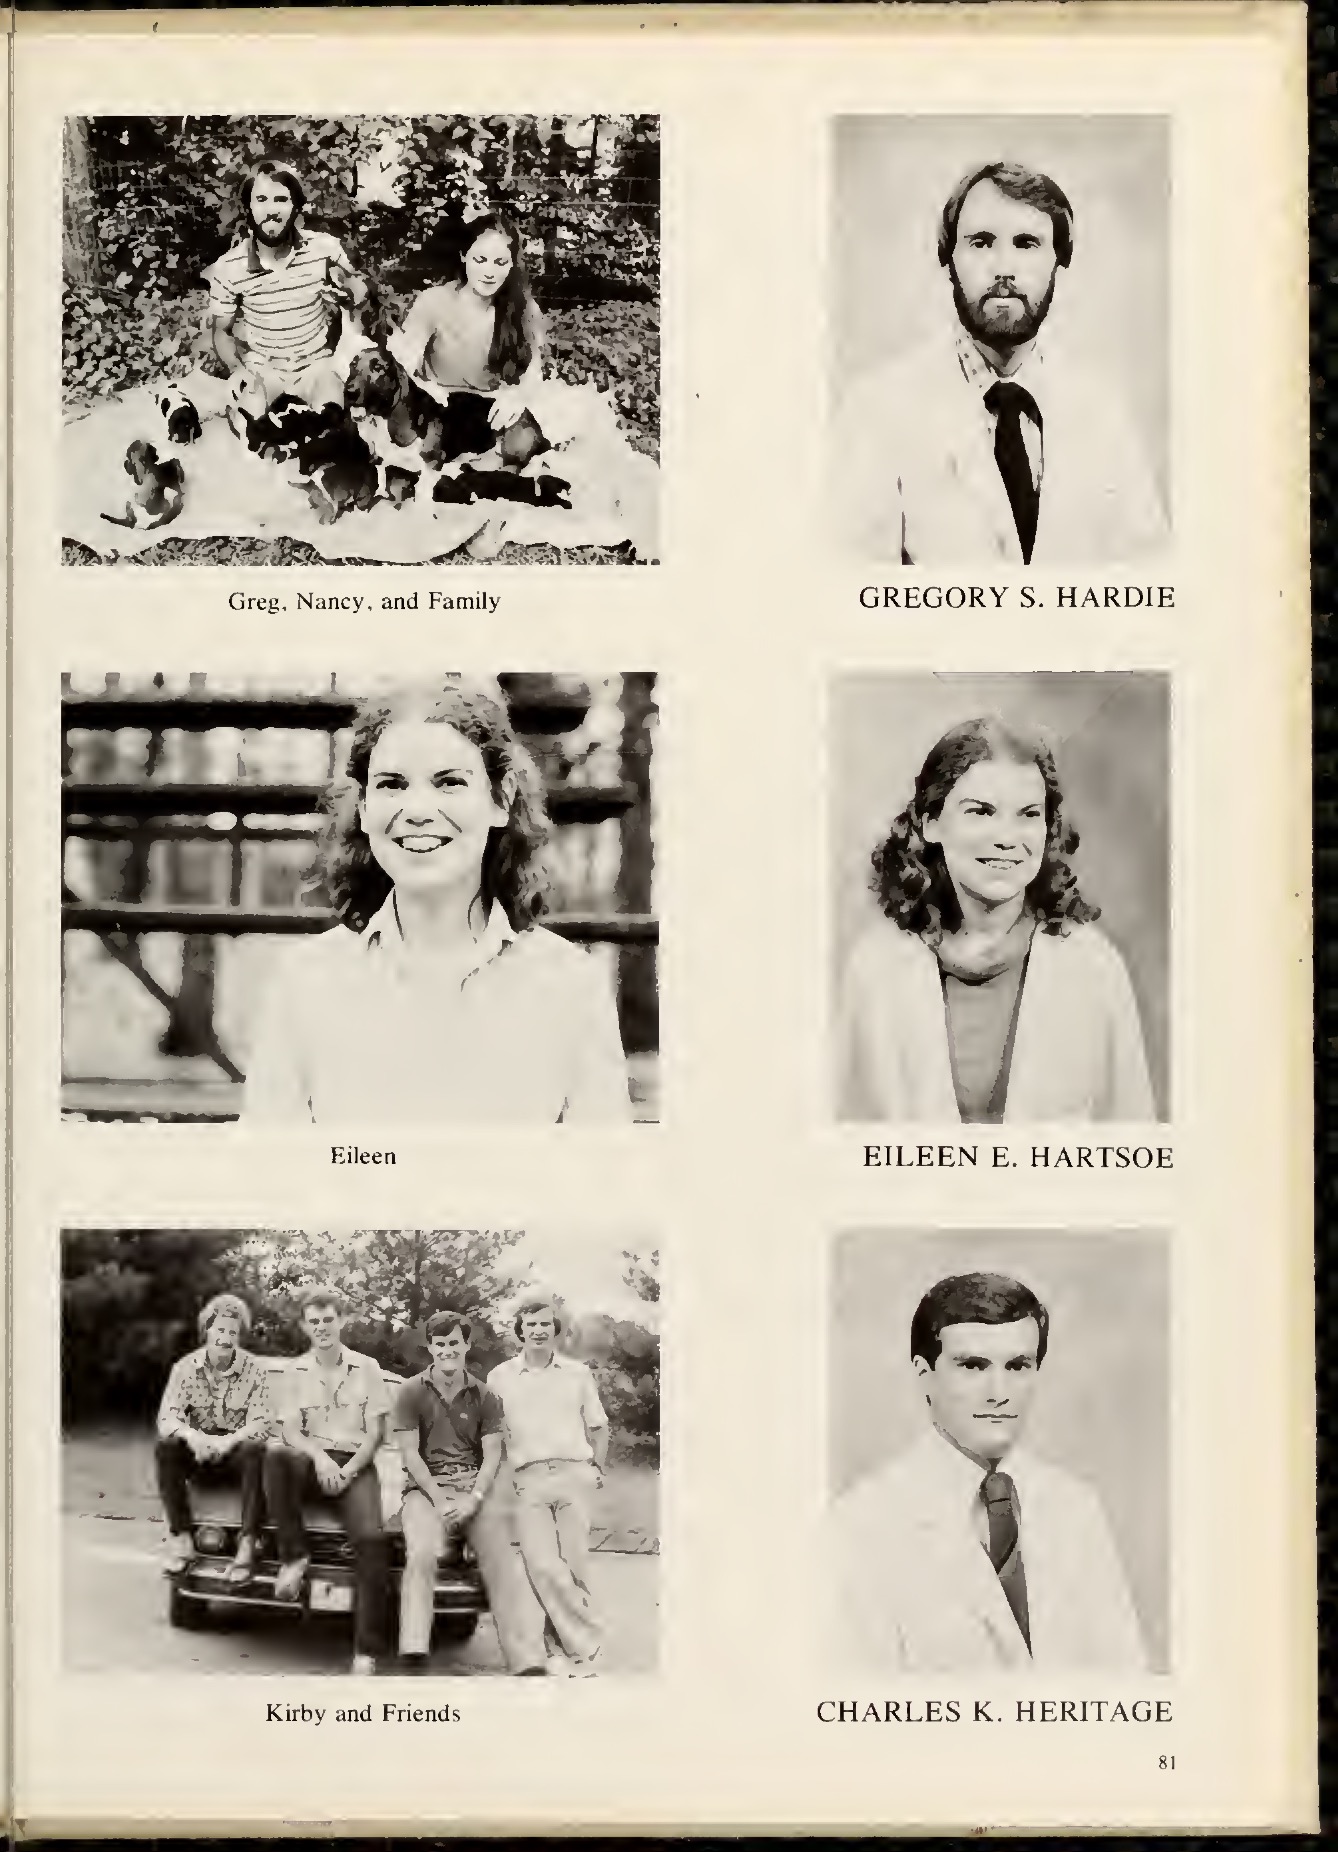 Greg, Nancy, and Family
GREGORY S. HARDIE
Eileen
EILEEN E. HARTSOE
Kirby and Friends
CHARLES K. HERITAGE
81